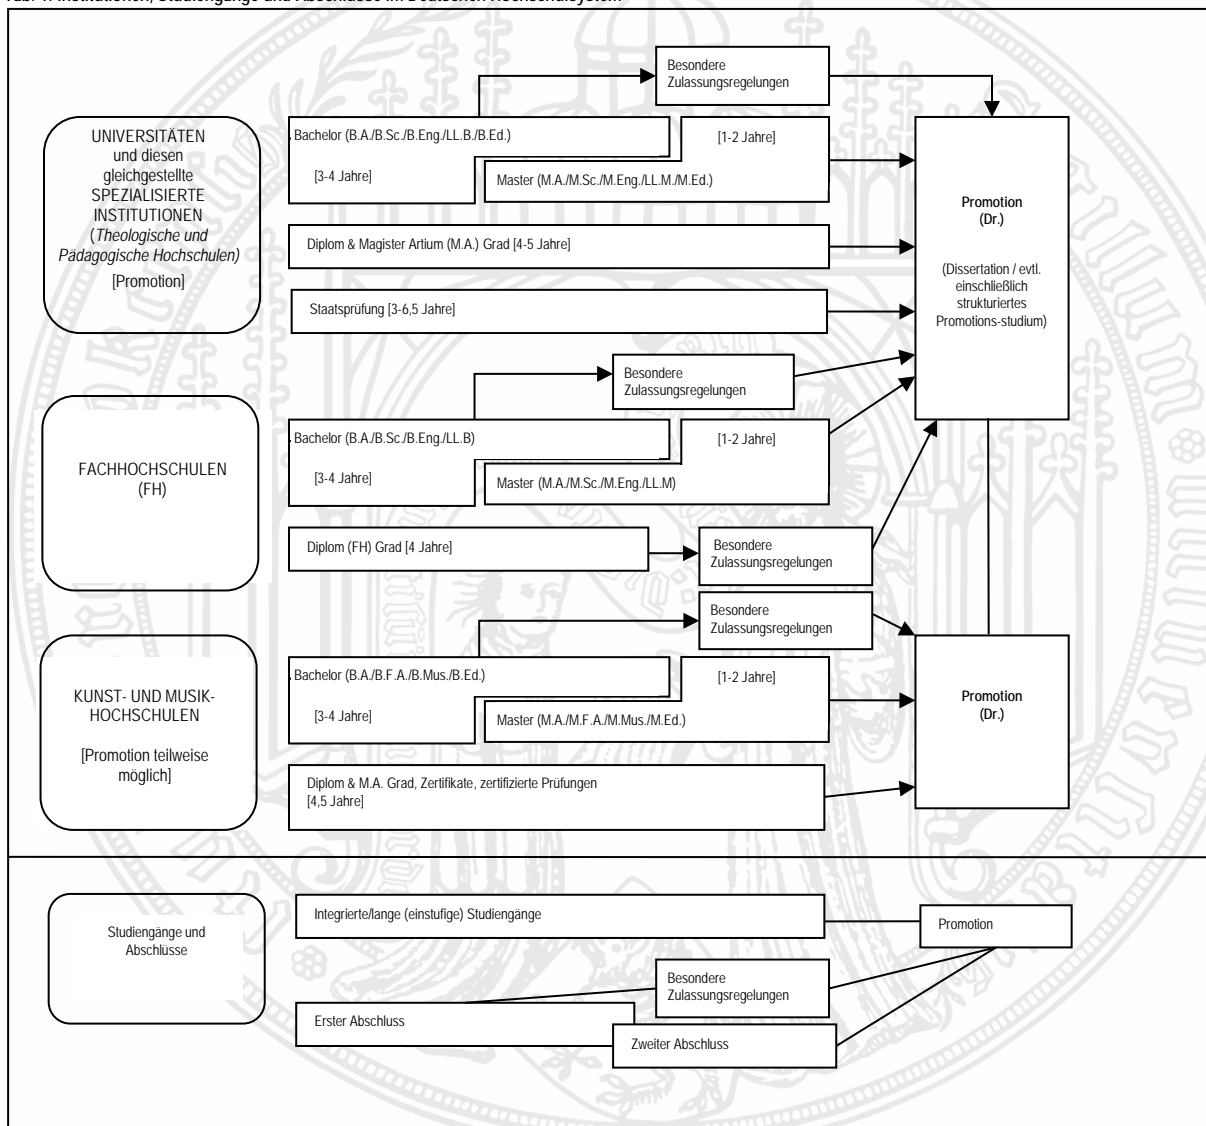 Tab. 1: Institutionen, Studiengänge und Abschlüsse im Deutschen Hochschulsystem
Besondere
Zulassungsregelungen
UNIVERSITÄTEN
und diesen
gleichgestellte
SPEZIALISIERTE
INSTITUTIONEN
(Theologische und
Pädagogische Hochschulen)
[Promotion]
Bachelor (B.A./B.Sc./B.Eng./LL.B./B.Ed.)
[3-4 Jahre]
[1-2 Jahre]
Master (M.A./M.Sc./M.Eng./LL.M./M.Ed.)
Diplom & Magister Artium (M.A.) Grad [4-5 Jahre]
Staatsprüfung [3-6,5 Jahre]
Promotion
(Dr.)
(Dissertation / evtl.
einschließlich
strukturiertes
Promotions-studium)
Besondere
Zulassungsregelungen
FACHHOCHSCHULEN
(FH)
Bachelor (B.A./B.Sc./B.Eng./LL.B)
[3-4 Jahre]
[1-2 Jahre]
Master (M.A./M.Sc./M.Eng./LL.M)
Diplom (FH) Grad [4 Jahre]
Besondere
Zulassungsregelungen
Besondere
Zulassungsregelungen
KUNST- UND MUSIK-
HOCHSCHULEN
[Promotion teilweise
möglich]
Bachelor (B.A./B.F.A./B.Mus./B.Ed.)
[3-4 Jahre]
[1-2 Jahre]
Master (M.A./M.F.A./M.Mus./M.Ed.)
Diplom & M.A. Grad, Zertifikate, zertifizierte Prüfungen
[4,5 Jahre]
Promotion
(Dr.)
Studiengänge und
Abschlüsse
Integrierte/lange (einstufige) Studiengänge
Promotion
Besondere
Zulassungsregelungen
Erster Abschluss
Zweiter Abschluss